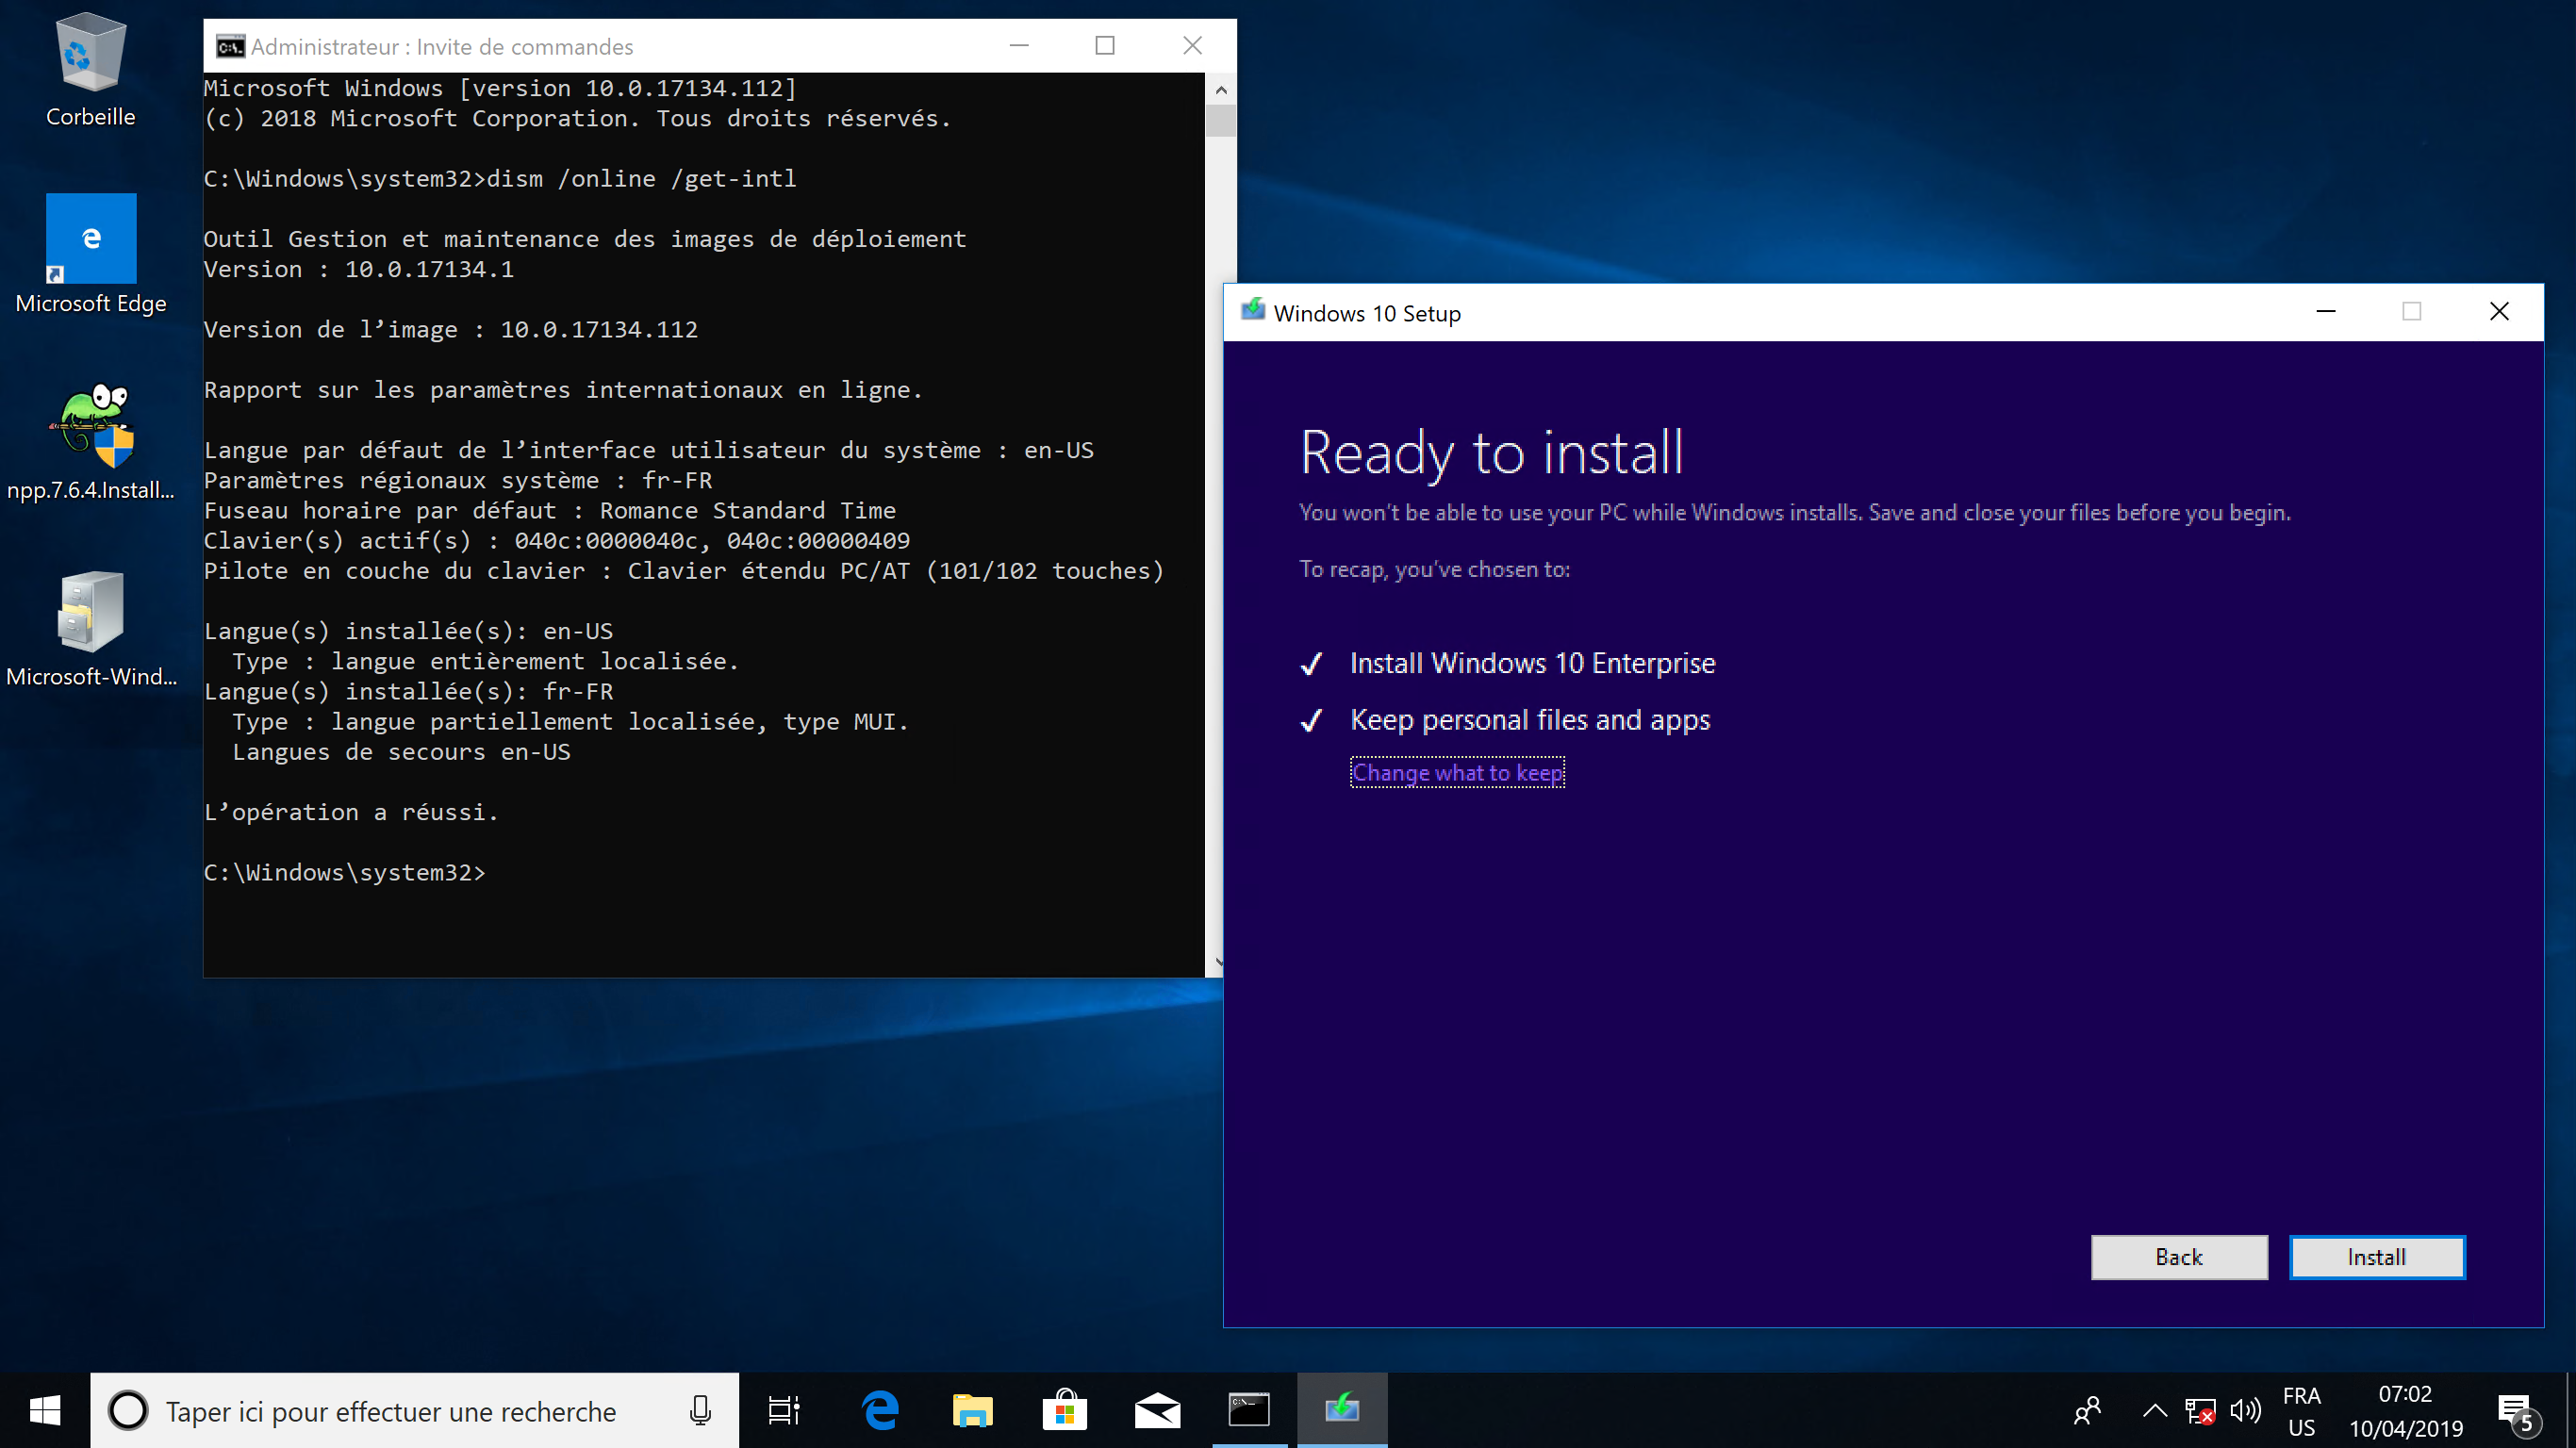 Corbeille
Microsoft Edge
npp.7.6.4.Install...
Microsoft-Wind...
Administrateur : Invite de commandes
Microsoft Windows [version 10.0.17134.112]
(c) 2018 Microsoft Corporation. Tous droits réservés.
C:\Windows\system32>dism /online /get-intl
Outil Gestion et maintenance des images de déploiement
Version : 10.0.17134.1
Version de l’image : 10.0.17134.112
Rapport sur les paramètres internationaux en ligne.
Langue par défaut de l’interface utilisateur du système : en-US
Paramètres régionaux système : fr-FR
Fuseau horaire par défaut : Romance Standard Time
Clavier(s) actif(s) : 040c:0000040c, 040c:00000409
Pilote en couche du clavier : Clavier étendu PC/AT (101/102 touches)
Langue(s) installée(s): en-US
Type : langue entièrement localisée.
Langue(s) installée(s): fr-FR
Type : langue partiellement localisée, type MUI.
Langues de secours en-US
L’opération a réussi.
C:\Windows\system32>
Windows 10 Setup
Ready to install
You won't be able to use your PC while Windows installs. Save and close your files before you begin.
To recap, you've chosen to:
Install Windows 10 Enterprise
Keep personal files and apps
Change what to keep
Back
Install
Taper ici pour effectuer une recherche
FRA
US
07:02
10/04/2019
5